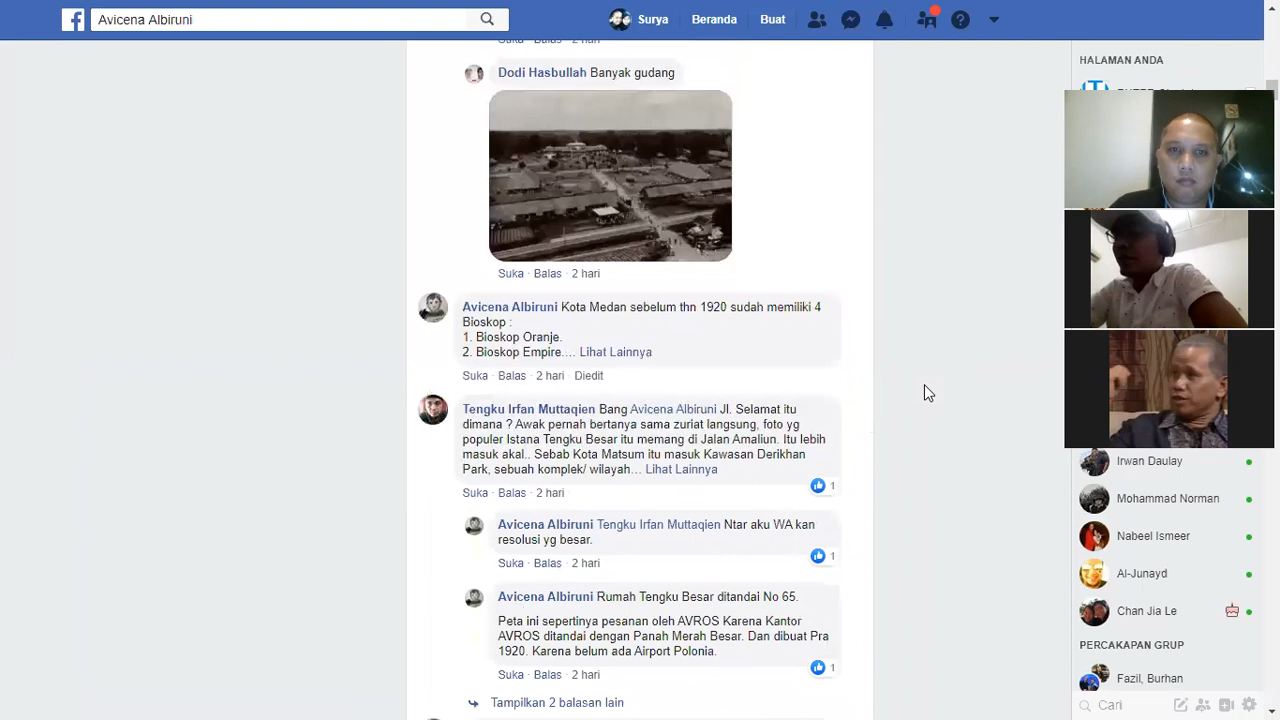 Avicena Albiruni
Surya
Beranda
Buat
HALAMAN ANDA
Dodi Hasbullah Banyak gudang
Suka · Balas · 2 hari
Avicena Albiruni Kota Medan sebelum thn 1920 sudah memiliki 4
Bioskop :
1. Bioskop Oranje.
2. Bioskop Empire.... Lihat Lainnya
Suka · Balas · 2 hari · Diedit
Tengku Irfan Muttaqien Bang Avicena Albiruni Jl. Selamat itu
dimana ? Awak pernah bertanya sama zuriat langsung, foto yg
populer Istana Tengku Besar itu memang di Jalan Amaliun. Itu lebih
masuk akal.. Sebab Kota Matsum itu masuk Kawasan Derikhan
Park, sebuah komplek/ wilayah... Lihat Lainnya
1
Suka · Balas · 2 hari
Avicena Albiruni Tengku Irfan Muttaqien Ntar aku WA kan
resolusi yg besar.
1
Suka · Balas · 2 hari
Avicena Albiruni Rumah Tengku Besar ditandai No 65.
Peta ini sepertinya pesanan oleh AVROS Karena Kantor
AVROS ditandai dengan Panah Merah Besar. Dan dibuat Pra
1920. Karena belum ada Airport Polonia.
1
Suka · Balas · 2 hari
Tampilkan 2 balasan lain
Irwan Daulay
Mohammad Norman
Nabeel Ismeer
Al-Junayd
Chan Jia Le
PERCAKAPAN GRUP
Fazil, Burhan
Cari